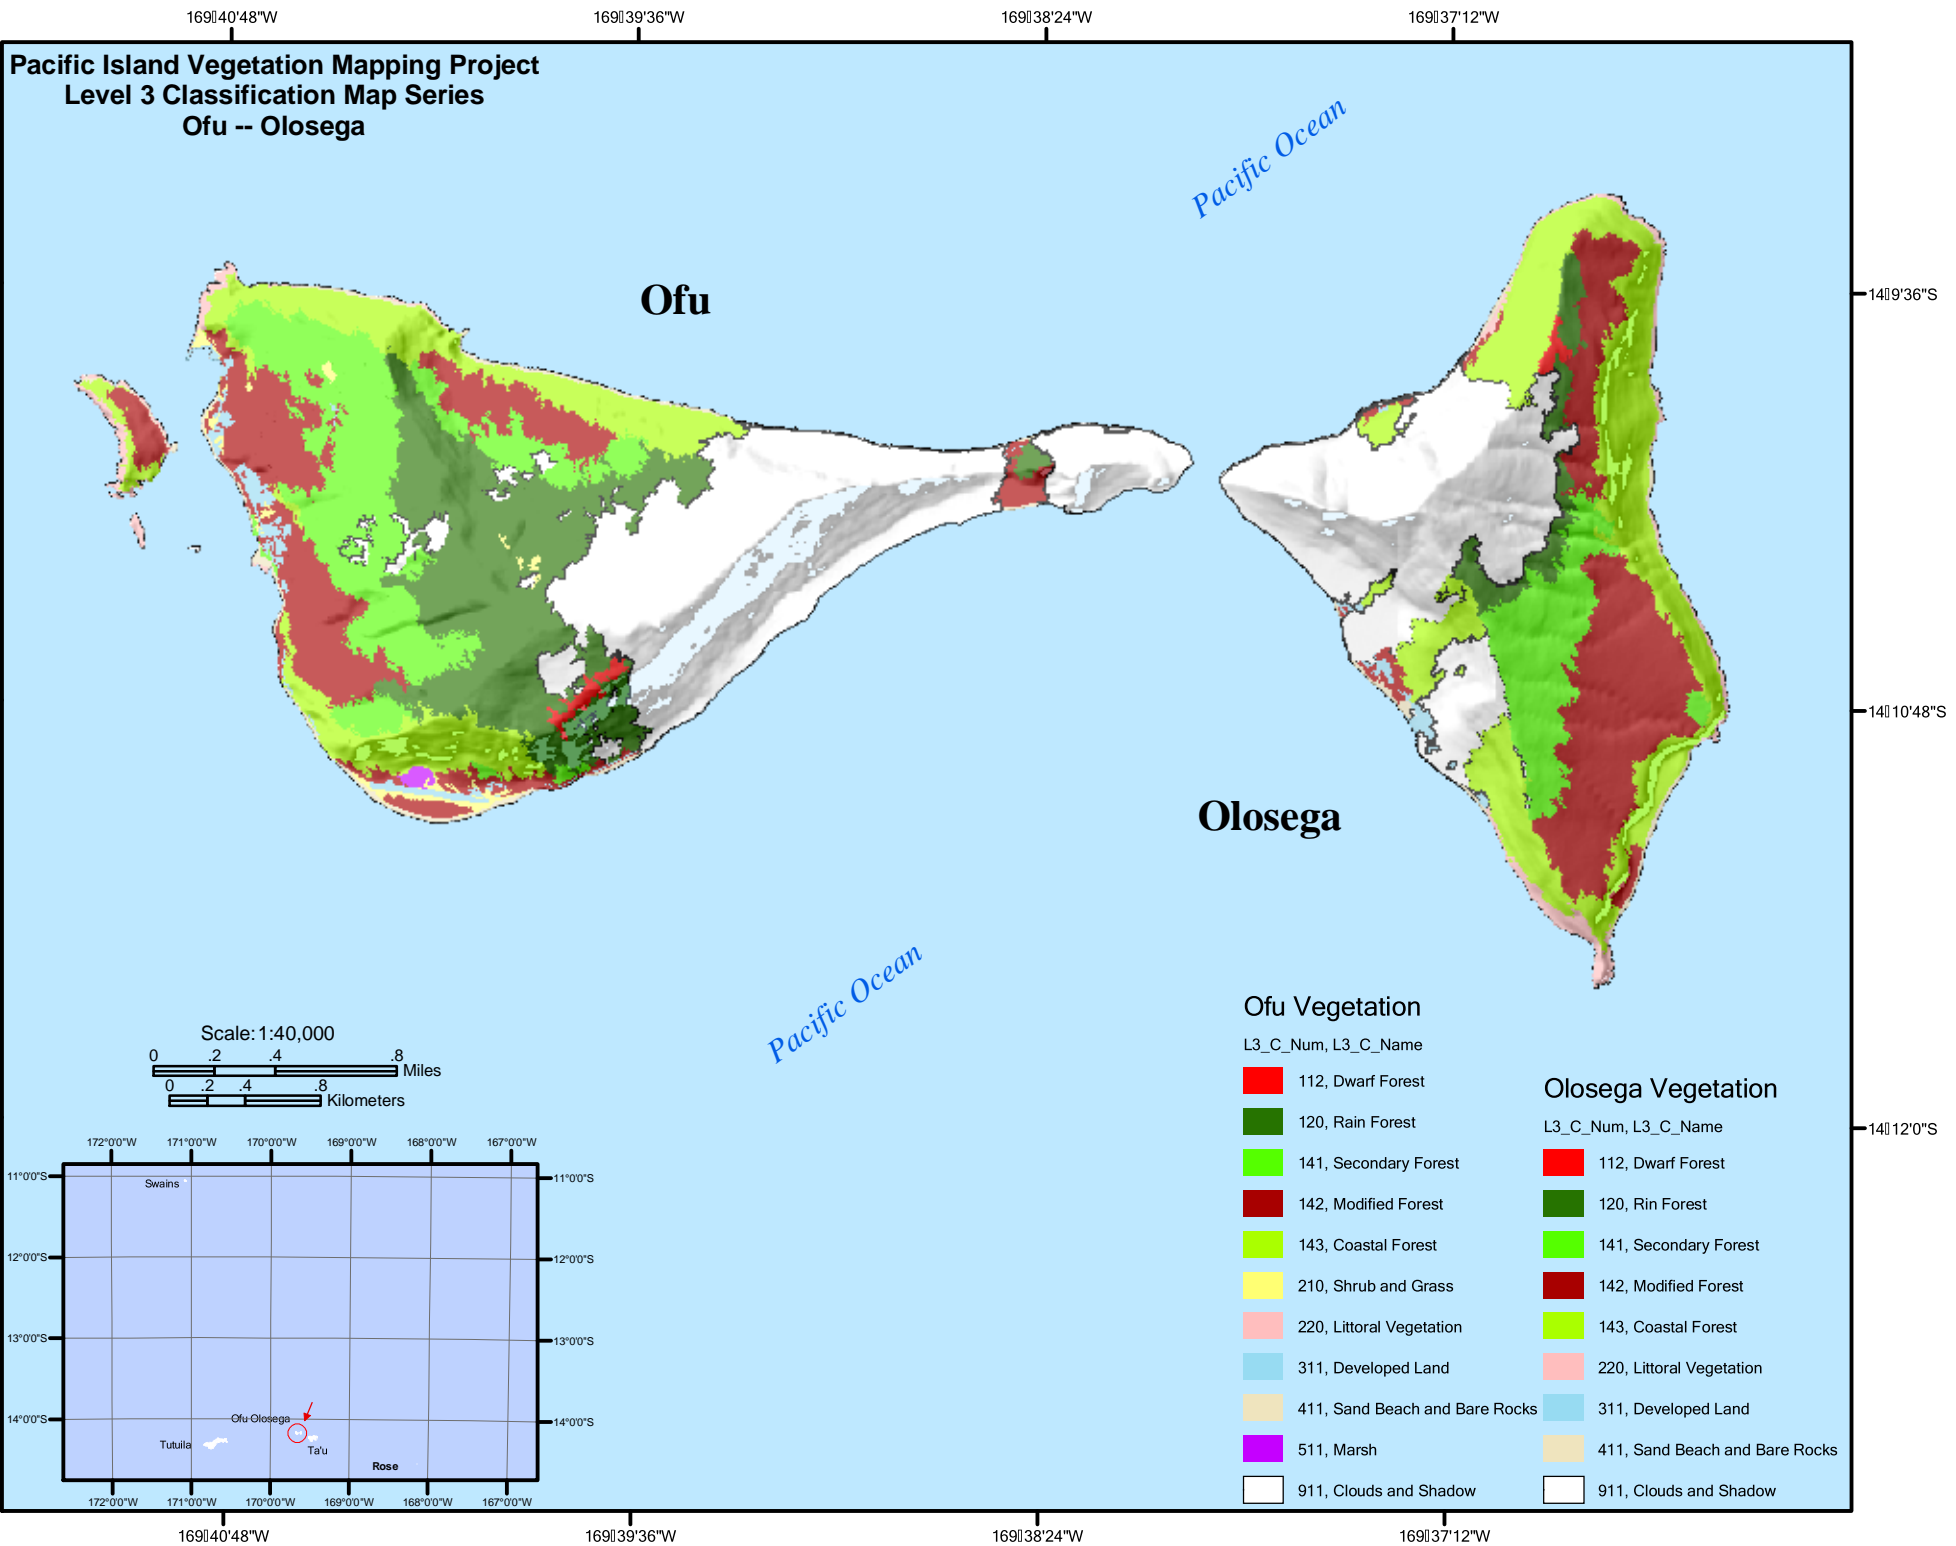 169▯40'48"W 169▯39'36"W 169▯38'24"W 169▯37'12"W
Pacific Island Vegetation Mapping Project
Level 3 Classification Map Series
Ofu -- Olosega
Pacific Ocean
Ofu
14▯9'36"S
14▯10'48"S
Olosega
Pacific Ocean
14▯12'0"S
Scale: 1:40,000
0 .2 .4 .8
Miles
0 .2 .4 .8
Kilometers
172°0'0"W 171°0'0"W 170°0'0"W 169°0'0"W 168°0'0"W 167°0'0"W
11°0'0"S 11°0'0"S
Swains
12°0'0"S 12°0'0"S
13°0'0"S 13°0'0"S
14°0'0"S 14°0'0"S
Ofu Olosega
Tutuila
Ta'u
Rose
172°0'0"W 171°0'0"W 170°0'0"W 169°0'0"W 168°0'0"W 167°0'0"W
Ofu Vegetation
L3_C_Num, L3_C_Name
112, Dwarf Forest
120, Rain Forest
141, Secondary Forest
142, Modified Forest
143, Coastal Forest
210, Shrub and Grass
220, Littoral Vegetation
311, Developed Land
411, Sand Beach and Bare Rocks
511, Marsh
911, Clouds and Shadow
Olosega Vegetation
L3_C_Num, L3_C_Name
112, Dwarf Forest
120, Rin Forest
141, Secondary Forest
142, Modified Forest
143, Coastal Forest
220, Littoral Vegetation
311, Developed Land
411, Sand Beach and Bare Rocks
911, Clouds and Shadow
169▯40'48"W 169▯39'36"W 169▯38'24"W 169▯37'12"W